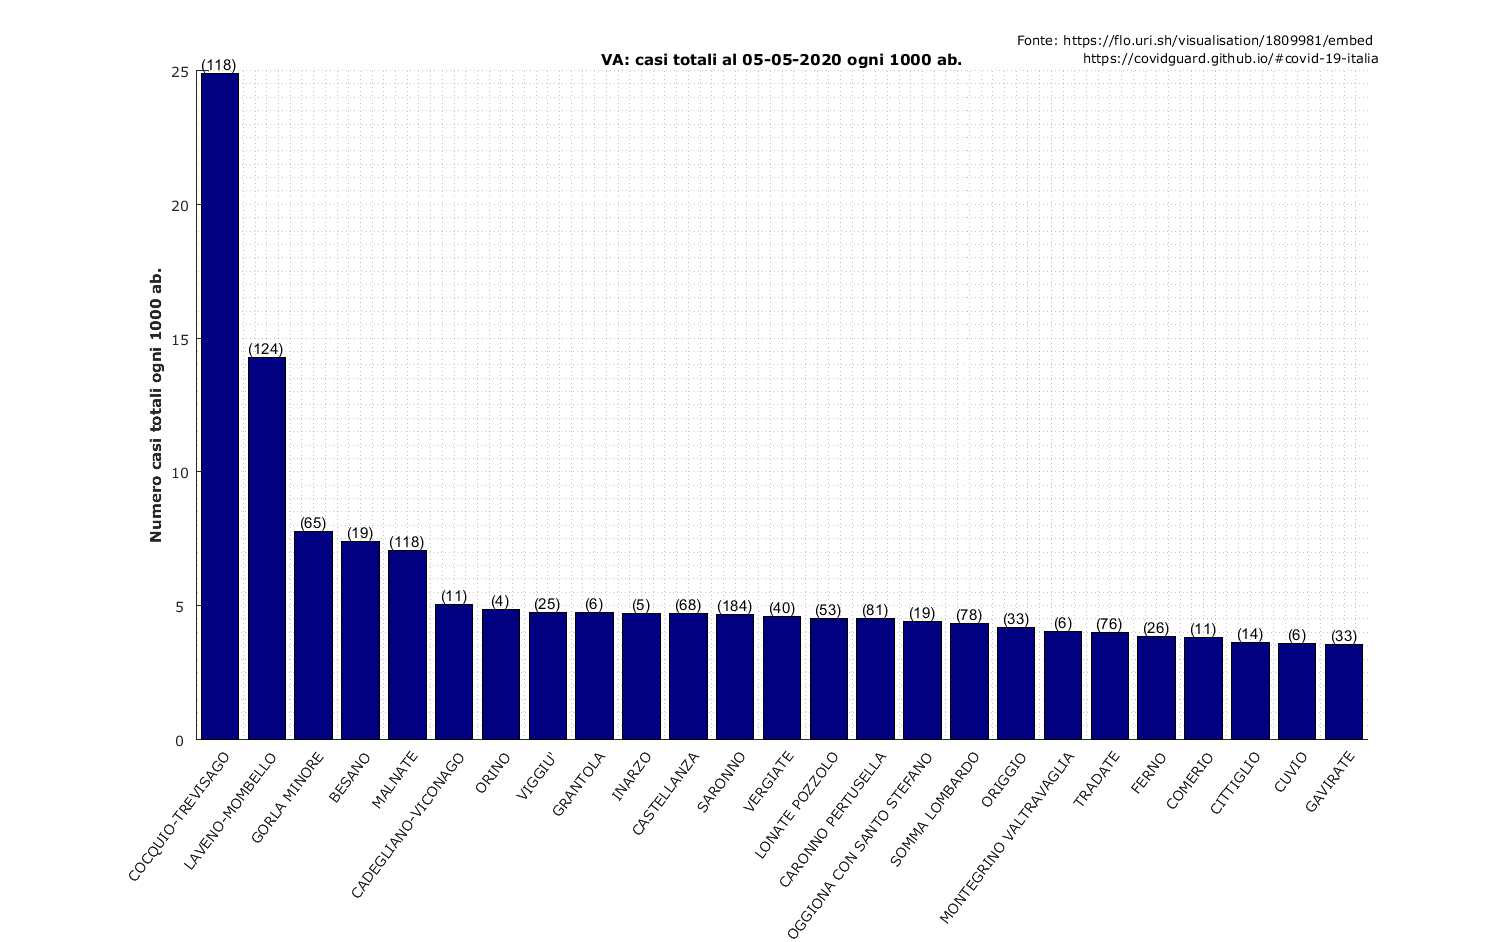 Fonte: https://flo.uri.sh/visualisation/1809981/embed
https://covidguard.github.io/#covid-19-italia
VA: casi totali al 05-05-2020 ogni 1000 ab.
Numero casi totali ogni 1000 ab.
25
20
15
10
5
0
(118)
(124)
(65)
(19)
(118)
(11)
(4)
(25)
(6)
(5)
(68)
(184)
(40)
(53)
(81)
(19)
(78)
(33)
(6)
(76)
(26)
(11)
(14)
(6)
(33)
COCQUIO-TREVISAGO
LAVENO-MOMBELLO
GORLA MINORE
BESANO
MALNATE
CADEGLIANO-VICONAGO
ORINO
VIGGIU'
GRANTOLA
INARZO
CASTELLANZA
SARONNO
VERGIATE
LONATE POZZOLO
CARONNO PERTUSELLA
OGGIONA CON SANTO STEFANO
SOMMA LOMBARDO
ORIGGIO
MONTEGRINO VALTRAVAGLIA
TRADATE
FERNO
COMERIO
CITTIGLIO
CUVIO
GAVIRATE